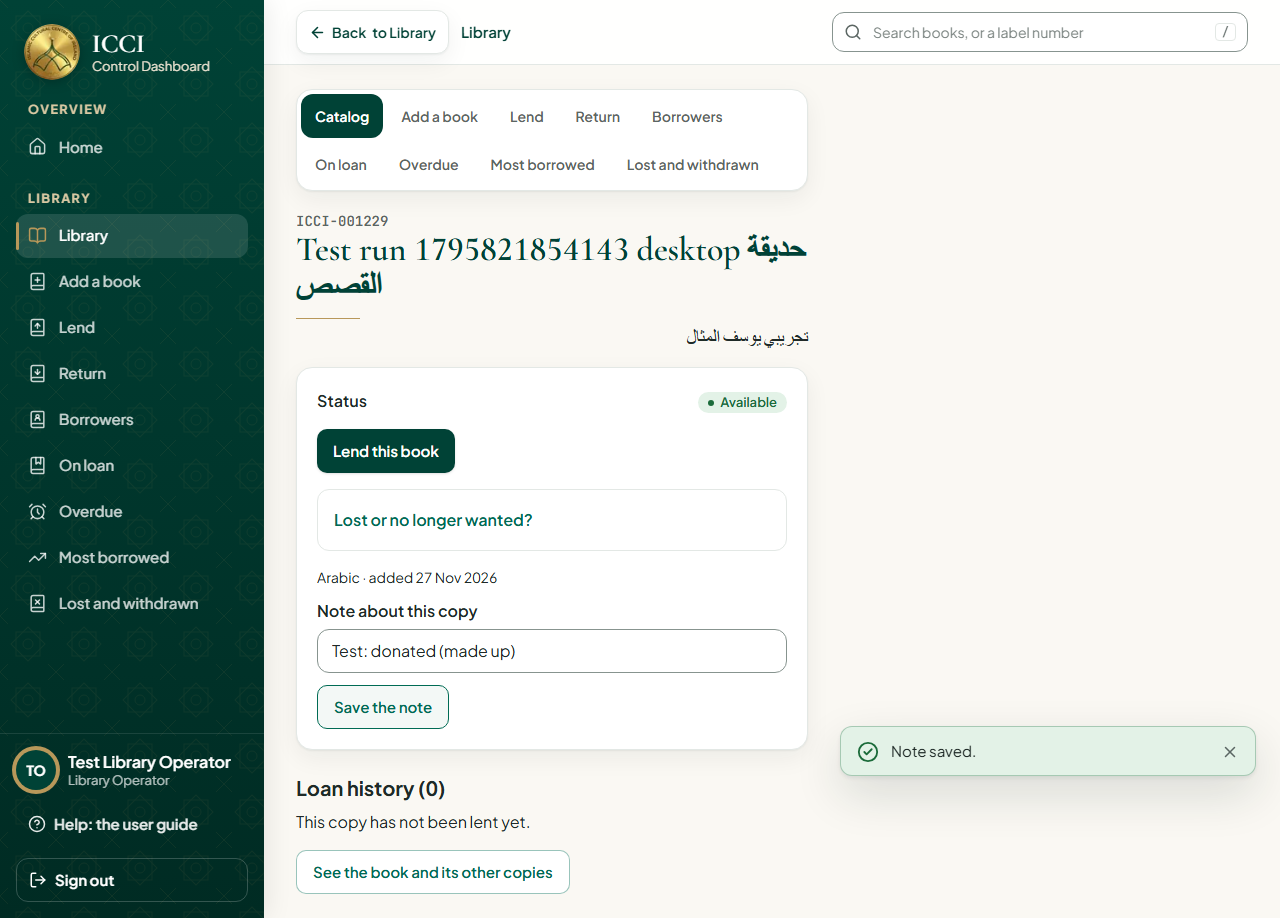 ICCI
Control Dashboard
OVERVIEW
Home
LIBRARY
Library
Add a book
Lend
Return
Borrowers
On loan
Overdue
Most borrowed
Lost and withdrawn
TO
Test Library Operator
Library Operator
Help: the user guide
Sign out
Back to Library
Library
Search books, or a label number
/
Catalog
Add a book
Lend
Return
Borrowers
On loan
Overdue
Most borrowed
Lost and withdrawn
ICCI-001229
Test run 1795821854143 desktop حديقة
القصص
تجريبي يوسف المثال
Status
Available
Lend this book
Lost or no longer wanted?
Arabic · added 27 Nov 2026
Note about this copy
Test: donated (made up)
Save the note
Note saved.
Loan history (0)
This copy has not been lent yet.
See the book and its other copies